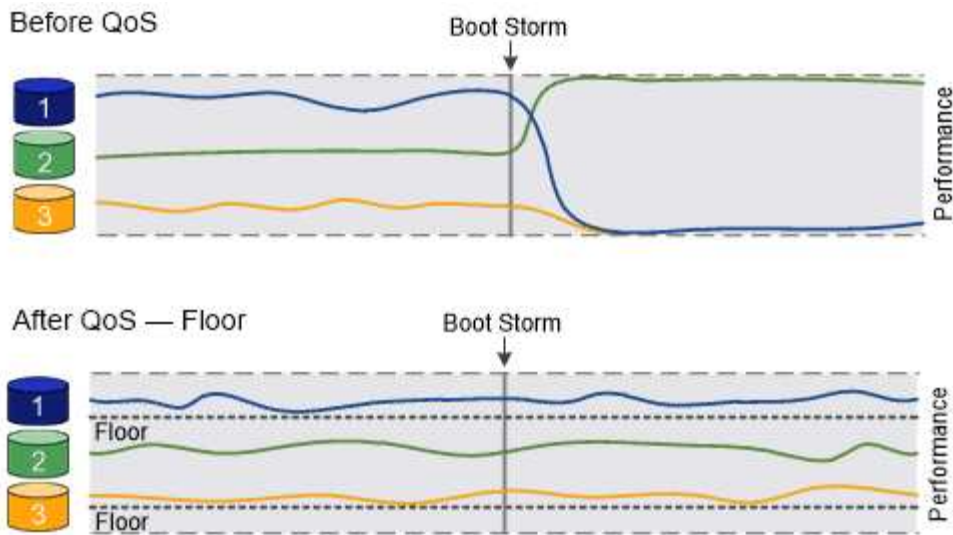 Before QoS
Boot Storm
1
2
3
Performance
After QoS — Floor
Boot Storm
1
Floor
2
3
Floor
Performance